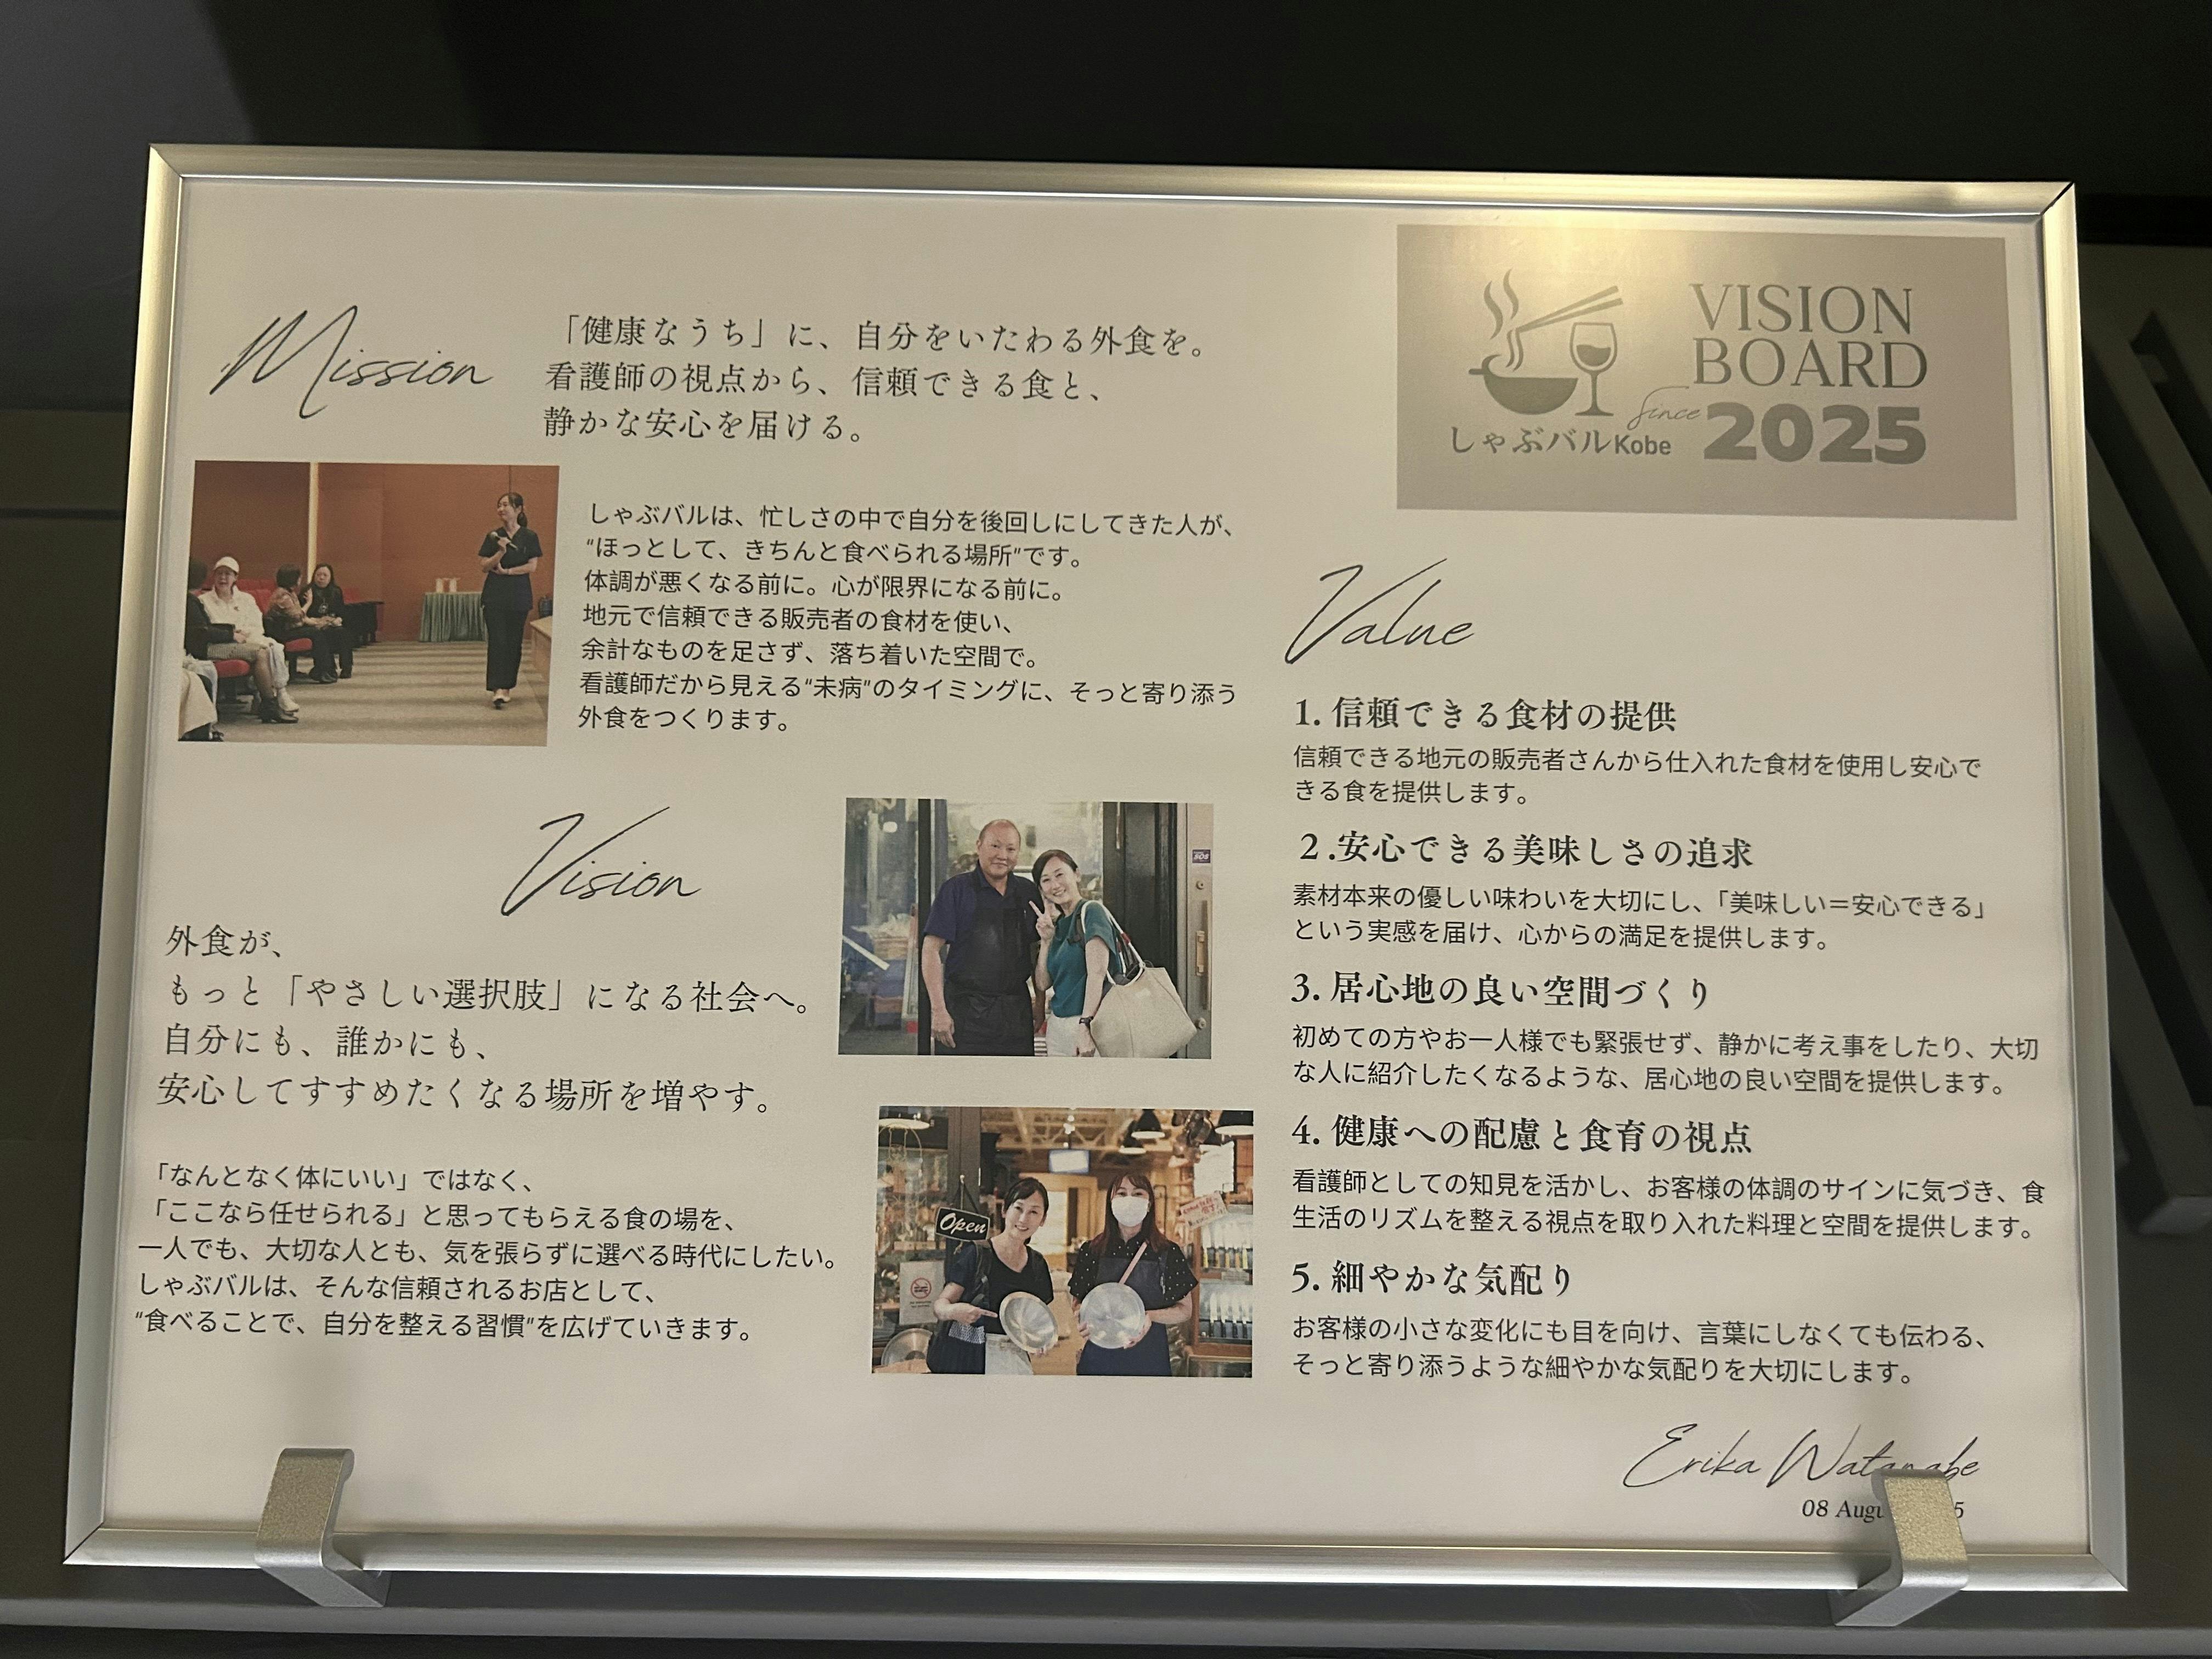 Mission
「健康なうち」に、自分をいたわる外食を。
看護師の視点から、信頼できる食と、
静かな安心を届ける。
しゃぶバルは、忙しさの中で自分を後回しにしてきた人が、
“ほっとして、きちんと食べられる場所”です。
体調が悪くなる前に。心が限界になる前に。
地元で信頼できる販売者の食材を使い、
余計なものを足さず、落ち着いた空間で。
看護師だから見える“未病”のタイミングに、そっと寄り添う
外食をつくります。
Vision
外食が、
もっと「やさしい選択肢」になる社会へ。
自分にも、誰かにも、
安心してすすめたくなる場所を増やす。
「なんとなく体にいい」ではなく、
「ここなら任せられる」と思ってもらえる食の場を、
一人でも、大切な人とも、気を張らずに選べる時代にしたい。
しゃぶバルは、そんな信頼されるお店として、
“食べることで、自分を整える習慣”を広げていきます。
SOS
Open
VISION
BOARD
since 2025
しゃぶバルKobe
Value
1. 信頼できる食材の提供
信頼できる地元の販売者さんから仕入れた食材を使用し安心で
きる食を提供します。
２.安心できる美味しさの追求
素材本来の優しい味わいを大切にし、「美味しい＝安心できる」
という実感を届け、心からの満足を提供します。
3. 居心地の良い空間づくり
初めての方やお一人様でも緊張せず、静かに考え事をしたり、大切
な人に紹介したくなるような、居心地の良い空間を提供します。
4. 健康への配慮と食育の視点
看護師としての知見を活かし、お客様の体調のサインに気づき、食
生活のリズムを整える視点を取り入れた料理と空間を提供します。
5. 細やかな気配り
お客様の小さな変化にも目を向け、言葉にしなくても伝わる、
そっと寄り添うような細やかな気配りを大切にします。
Erika Watanabe
08